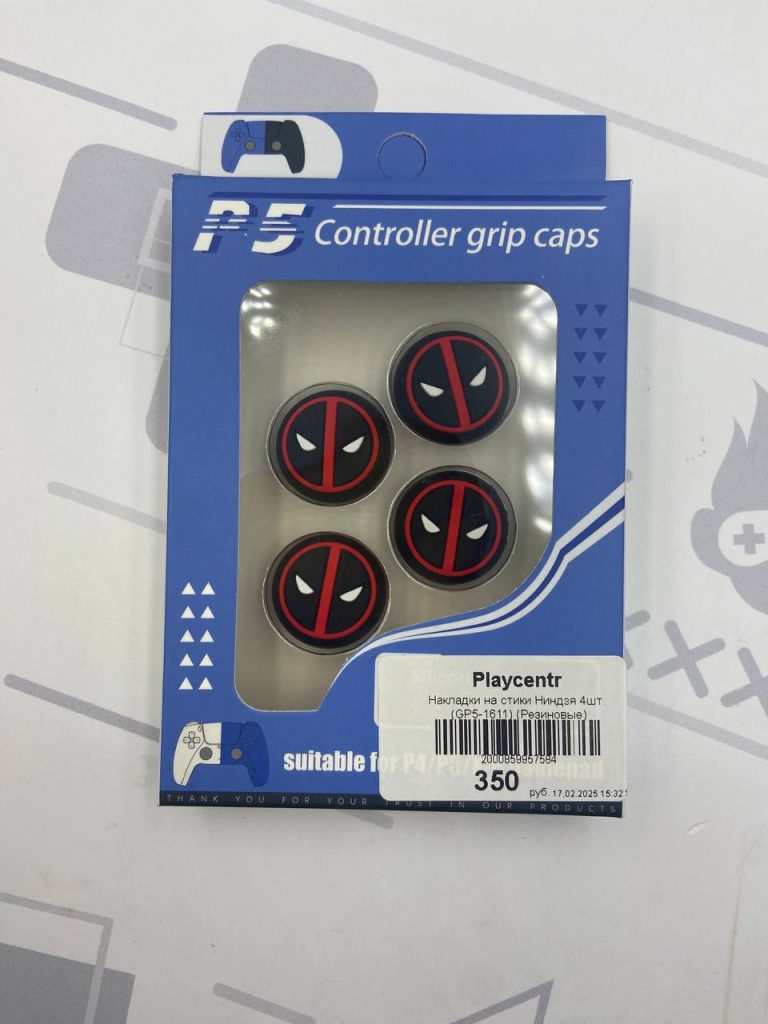 P5 Controller grip caps
Playcentr
Накладки на стики Ниндзя 4шт.
(GP5-1611) (Резиновые)
2000859957584
suitable for P4/P5/
350
руб. 17.02.2025 15:32
THANK YOU FOR YOUR TRUST IN OUR PRODUCTS